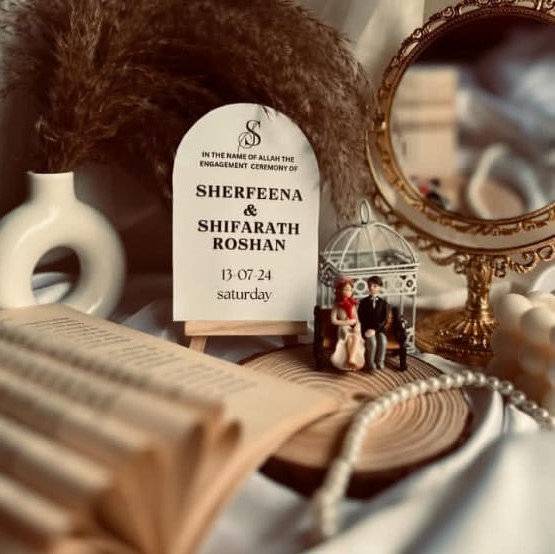 S
IN THE NAME OF ALLAH THE
ENGAGEMENT CEREMONY OF
SHERFEENA
&
SHIFARATH
ROSHAN
13-07-24
saturday